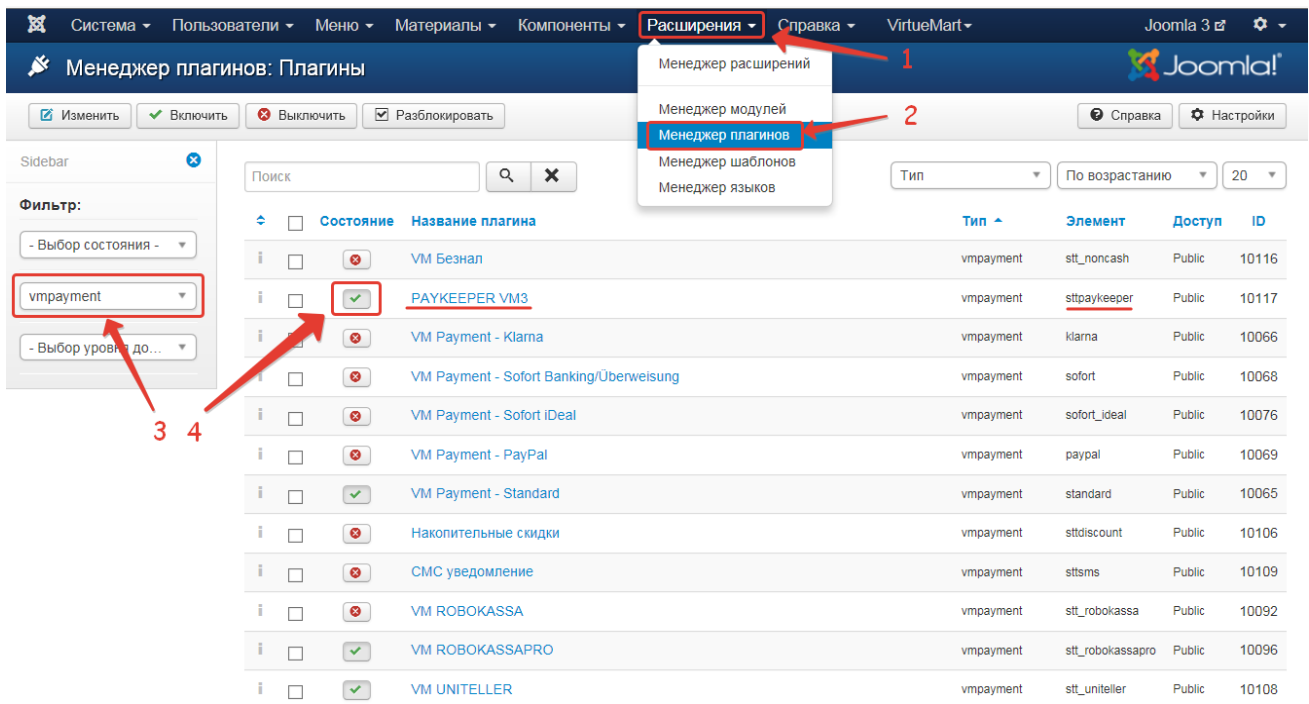 Система Пользователи Меню Материалы Компоненты Расширения Справка VirtueMart Joomla 3
Менеджер плагинов: Плагины
Joomla!
Менеджер расширений
Менеджер модулей
Менеджер плагинов
Менеджер шаблонов
Менеджер языков
1
2
Изменить Включить Выключить Разблокировать Справка Настройки
Sidebar
Фильтр:
- Выбор состояния -
vmpayment
- Выбор уровня до...
3 4
Поиск Тип По возрастанию 20
Состояние Название плагина Тип Элемент Доступ ID
VM Безнал vmpayment stt_noncash Public 10116
PAYKEEPER VM3 vmpayment sttpaykeeper Public 10117
VM Payment - Klarna vmpayment klarna Public 10066
VM Payment - Sofort Banking/Überweisung vmpayment sofort Public 10068
VM Payment - Sofort iDeal vmpayment sofort_ideal Public 10076
VM Payment - PayPal vmpayment paypal Public 10069
VM Payment - Standard vmpayment standard Public 10065
Накопительные скидки vmpayment sttdiscount Public 10106
СМС уведомление vmpayment sttsms Public 10109
VM ROBOKASSA vmpayment stt_robokassa Public 10092
VM ROBOKASSAPRO vmpayment stt_robokassapro Public 10096
VM UNITELLER vmpayment stt_uniteller Public 10108